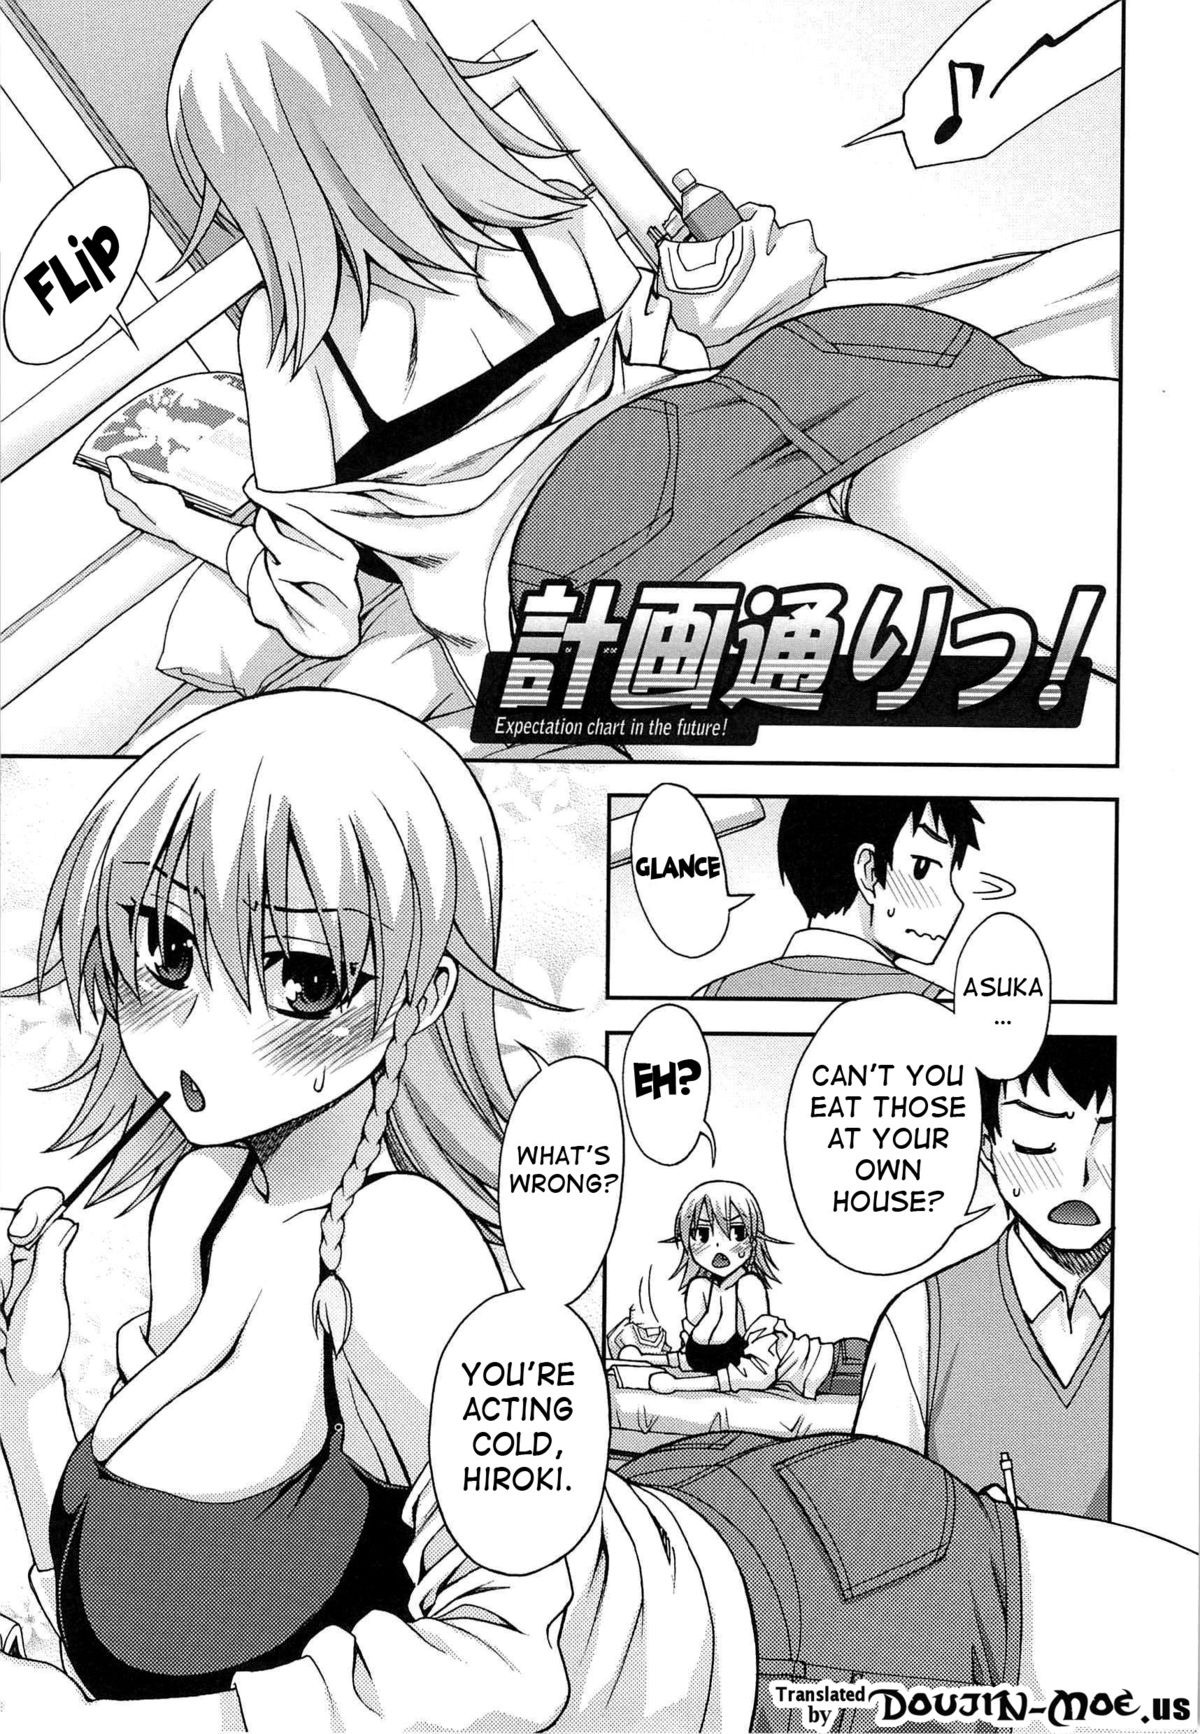 FLIP
計画通りっ!
Expectation chart in the future!
GLANCE
ASUKA
...
CAN'T YOU
EAT THOSE
AT YOUR
OWN
HOUSE?
EH?
WHAT'S
WRONG?
YOU'RE
ACTING
COLD,
HIROKI.
Translated
by
DOUJIN-MOE.us